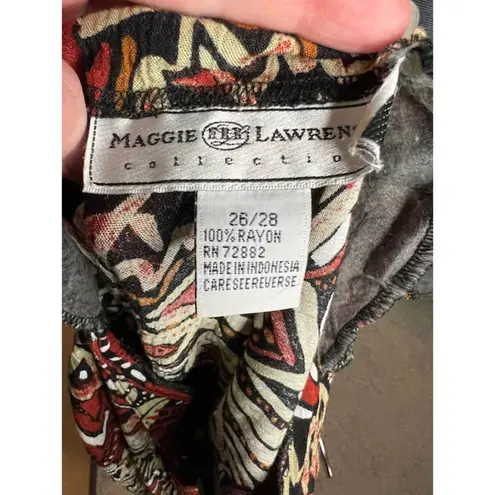 MAGGIE LAWREN
collectio
26/28
100% RAYON
RN 72882
MADE IN INDONESIA
CARE SEE REVERSE